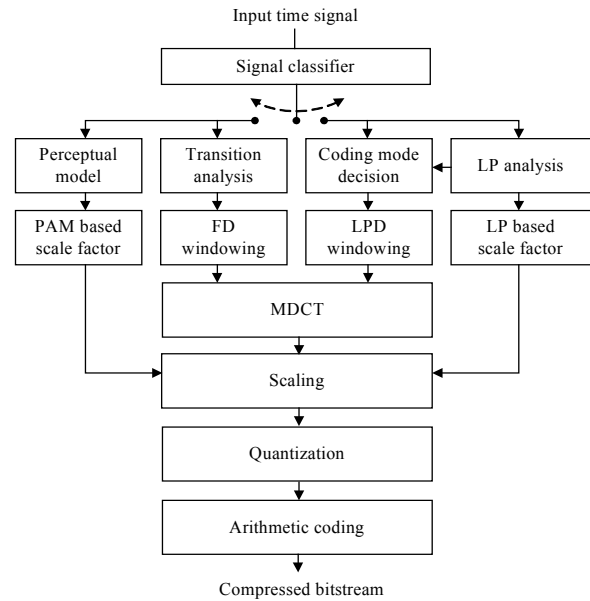 Input time signal
Signal classifier
Perceptual
model
Transition
analysis
Coding mode
decision
LP analysis
PAM based
scale factor
FD
windowing
LPD
windowing
LP based
scale factor
MDCT
Scaling
Quantization
Arithmetic coding
Compressed bitstream